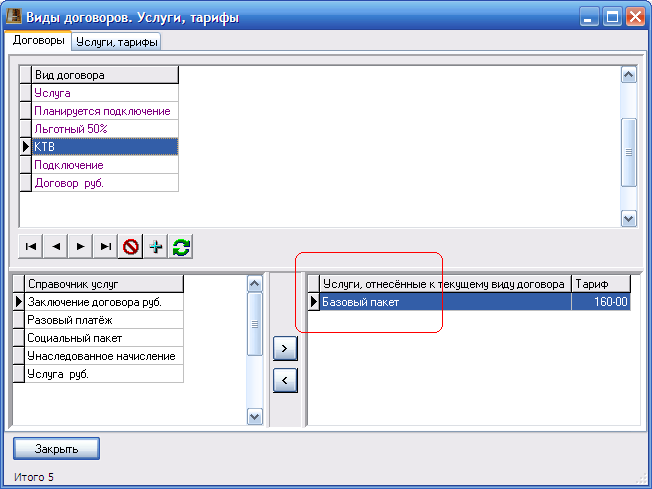 Виды договоров. Услуги, тарифы
Договоры Услуги, тарифы
Вид договора
Услуга
Планируется подключение
Льготный 50%
КТВ
Подключение
Договор руб.
Справочник услуг
Заключение договора руб.
Разовый платёж
Социальный пакет
Унаследованное начисление
Услуга руб.
>
<
Услуги, отнесённые к текущему виду договора Тариф
Базовый пакет 160-00
Закрыть
Итого 5